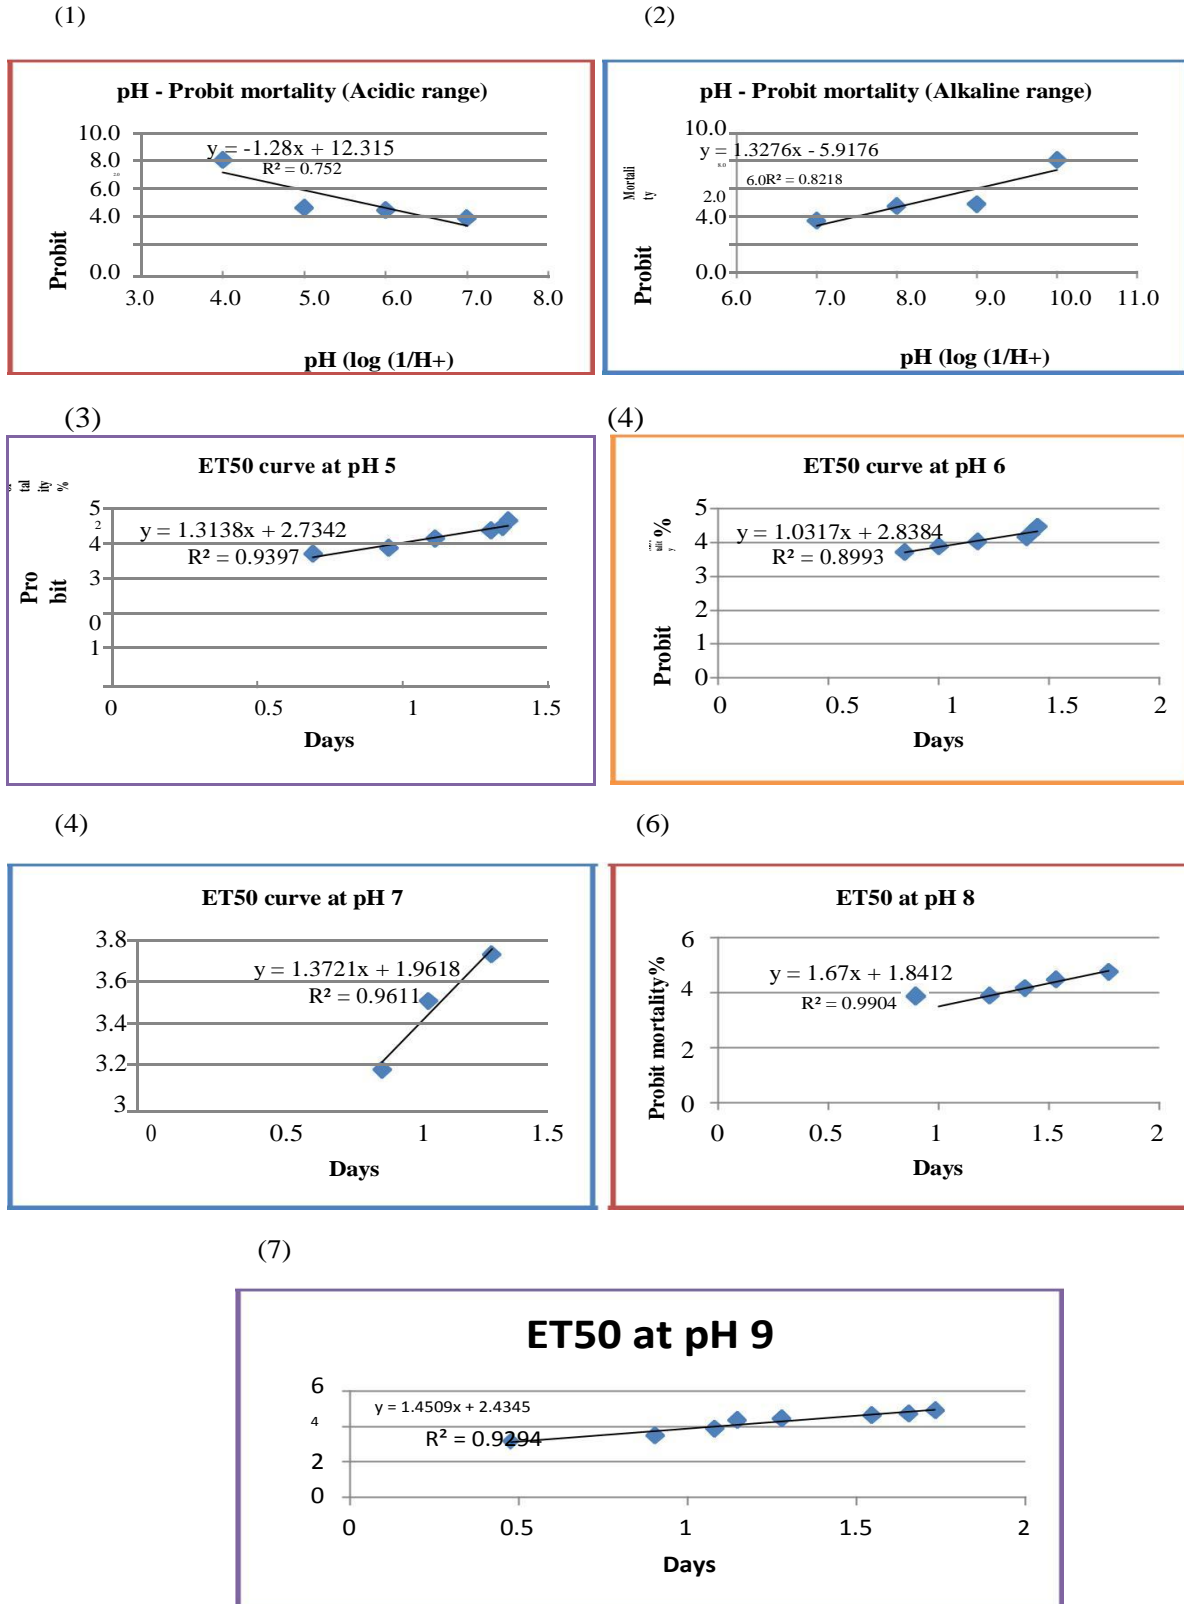 (1)
(2)
pH - Probit mortality (Acidic range)
10.0
y = -1.28x + 12.315
8.0
R² = 0.752
2.0
6.0
4.0
0.0
Probit
3.0 4.0 5.0 6.0 7.0 8.0
pH (log (1/H+)
pH - Probit mortality (Alkaline range)
10.0
y = 1.3276x - 5.9176
8.0
6.0 R² = 0.8218
Mortali
ty
2.0
4.0
0.0
Probit
6.0 7.0 8.0 9.0 10.0 11.0
pH (log (1/H+)
(3)
(4)
ET50 curve at pH 5
tal
ity
%
5
2
y = 1.3138x + 2.7342
4
R² = 0.9397
3
Pro
bit
0
1
0 0.5 1 1.5
Days
ET50 curve at pH 6
5
y = 1.0317x + 2.8384
%
y
4
R² = 0.8993
3
2
1
0
Probit
0 0.5 1 1.5 2
Days
(4)
(6)
ET50 curve at pH 7
3.8
y = 1.3721x + 1.9618
3.6
R² = 0.9611
3.4
3.2
3
0 0.5 1 1.5
Days
ET50 at pH 8
6
y = 1.67x + 1.8412
4
R² = 0.9904
2
0
Probit mortality%
0 0.5 1 1.5 2
Days
(7)
ET50 at pH 9
6
y = 1.4509x + 2.4345
4
R² = 0.9294
2
0
0 0.5 1 1.5 2
Days